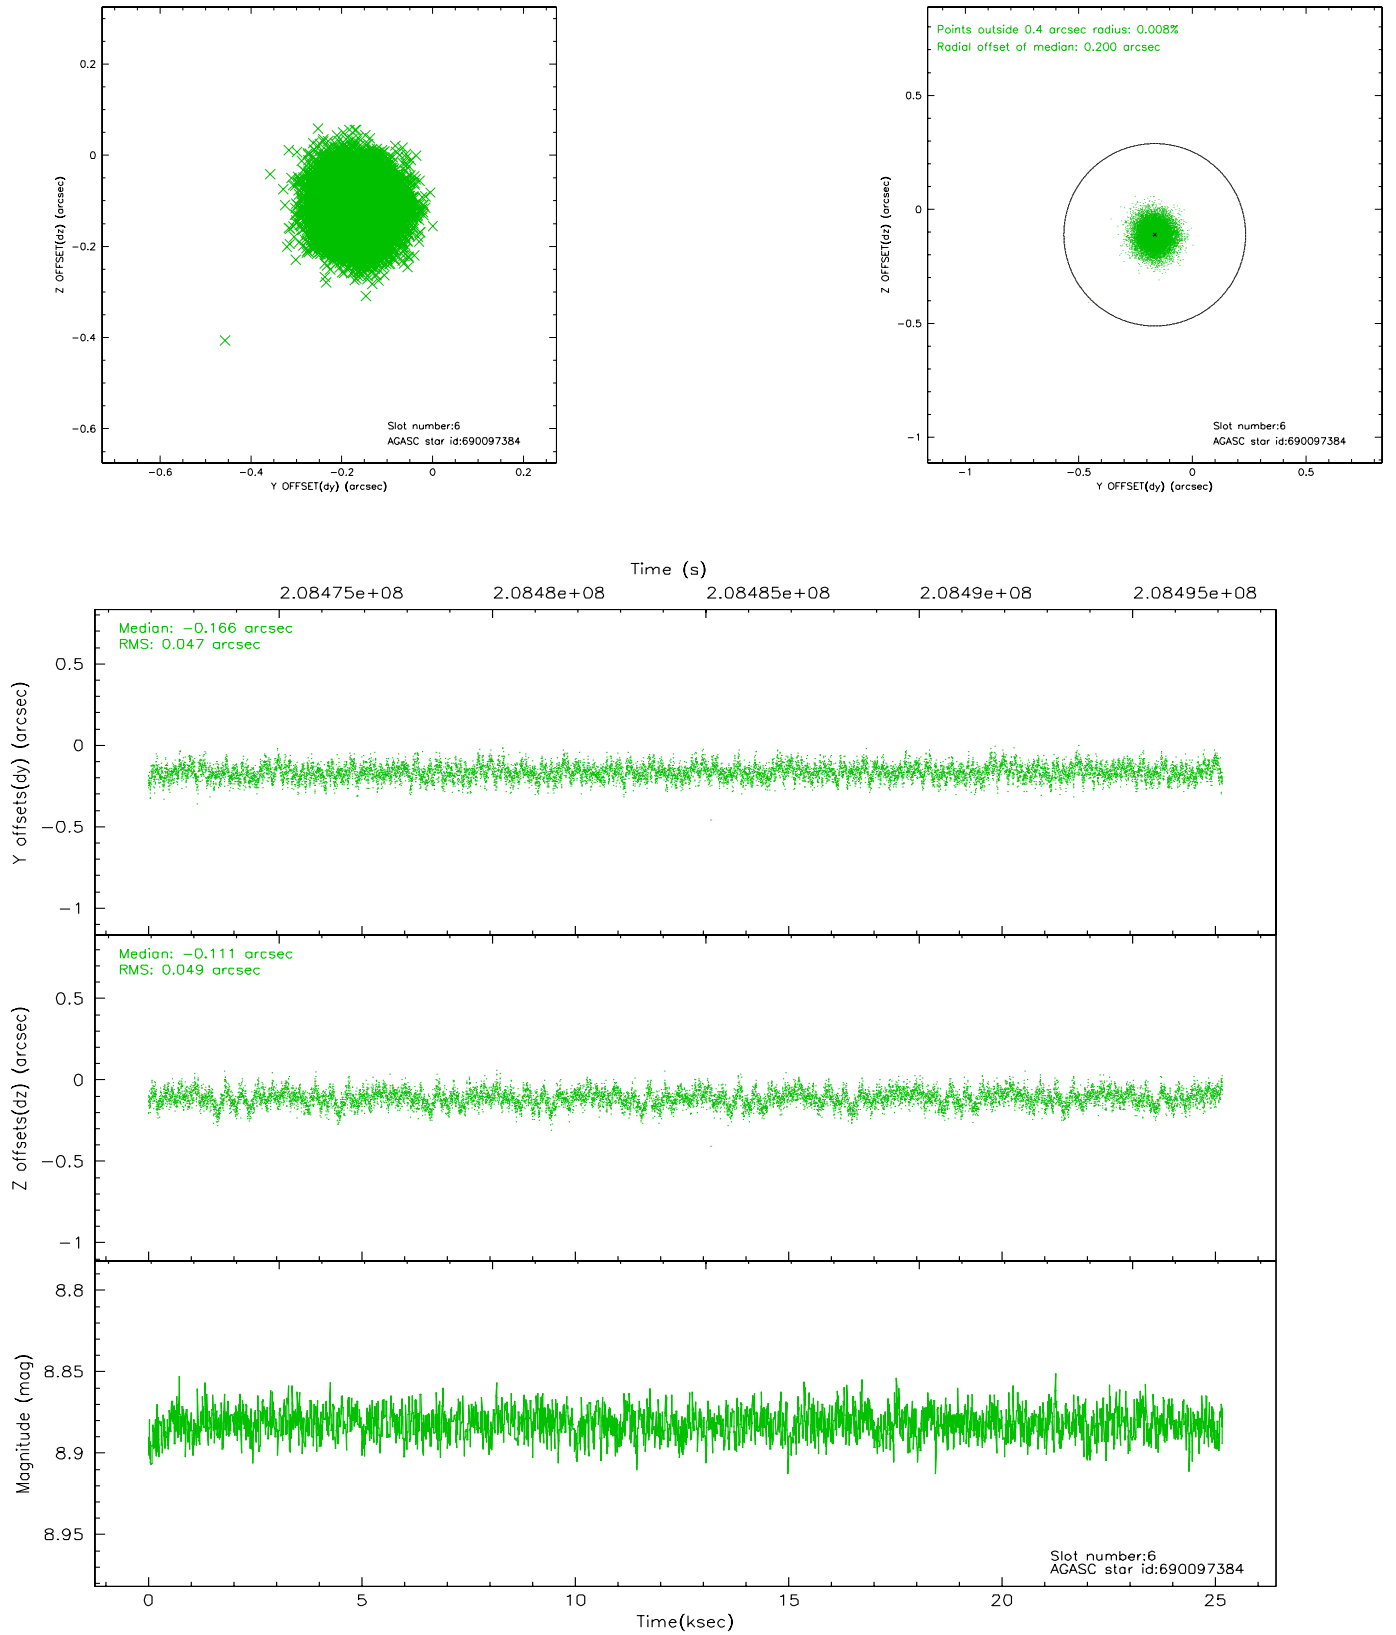 0.2
0
−0.2
−0.4
−0.6
Z OFFSET(dz) (arcsec)
Slot number:6
AGASC star id:690097384
−0.6 −0.4 −0.2 0 0.2
Y OFFSET(dy) (arcsec)
Points outside 0.4 arcsec radius: 0.008%
Radial offset of median: 0.200 arcsec
0.5
0
−0.5
−1
Z OFFSET(dz) (arcsec)
Slot number:6
AGASC star id:690097384
−1 −0.5 0 0.5
Y OFFSET(dy) (arcsec)
Time (s)
2.08475e+08 2.0848e+08 2.08485e+08 2.0849e+08 2.08495e+08
Median: −0.166 arcsec
RMS: 0.047 arcsec
0.5
0
−0.5
−1
Y offsets(dy) (arcsec)
Median: −0.111 arcsec
RMS: 0.049 arcsec
0.5
0
−0.5
−1
Z offsets(dz) (arcsec)
8.8
8.85
8.9
8.95
Magnitude (mag)
Slot number:6
AGASC star id:690097384
0 5 10 15 20 25
Time(ksec)